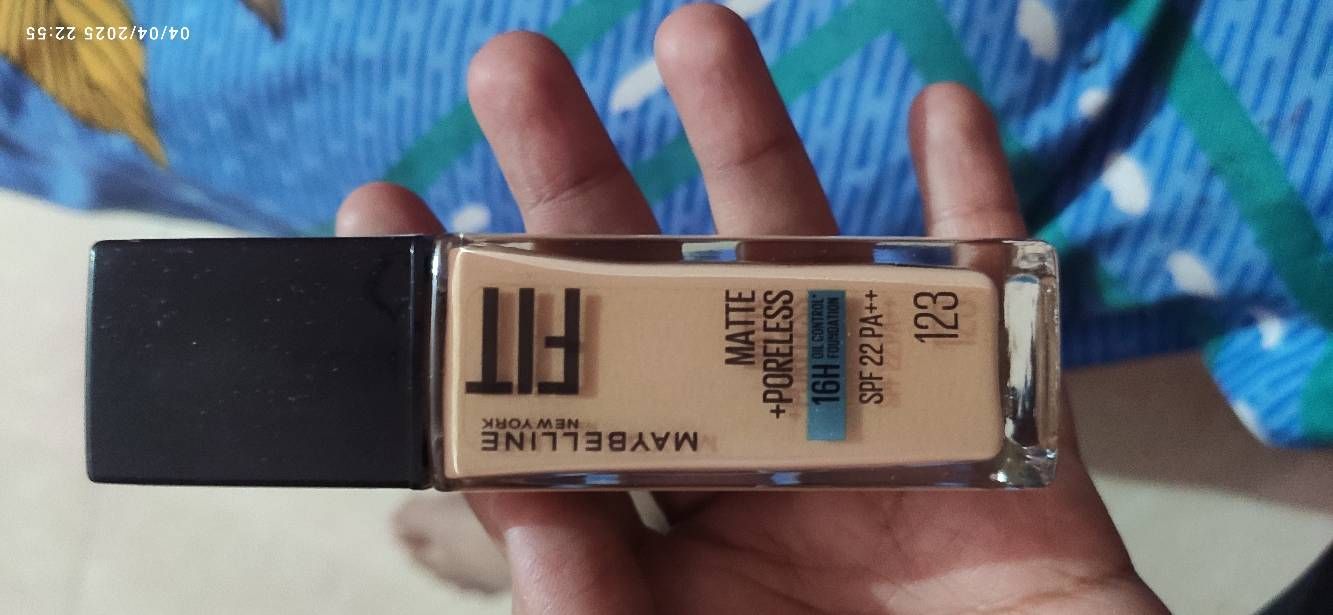 04/04/2025 22:55
MAYBELLINE
NEW YORK
FIT
MATTE
+PORELESS
16H OIL CONTROL*
FOUNDATION
SPF 22 PA++
123